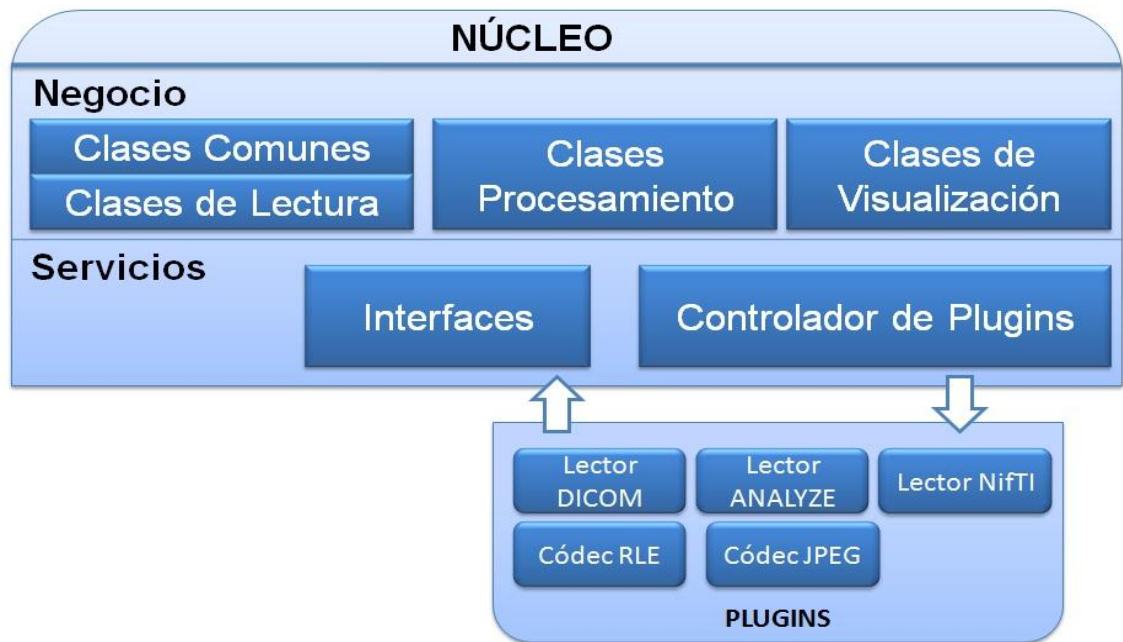 NÚCLEO
Negocio
Clases Comunes
Clases de Lectura
Clases
Procesamiento
Clases de
Visualización
Servicios
Interfaces
Controlador de Plugins
Lector
DICOM
Lector
ANALYZE
Lector NifTI
Códec RLE
Códec JPEG
PLUGINS